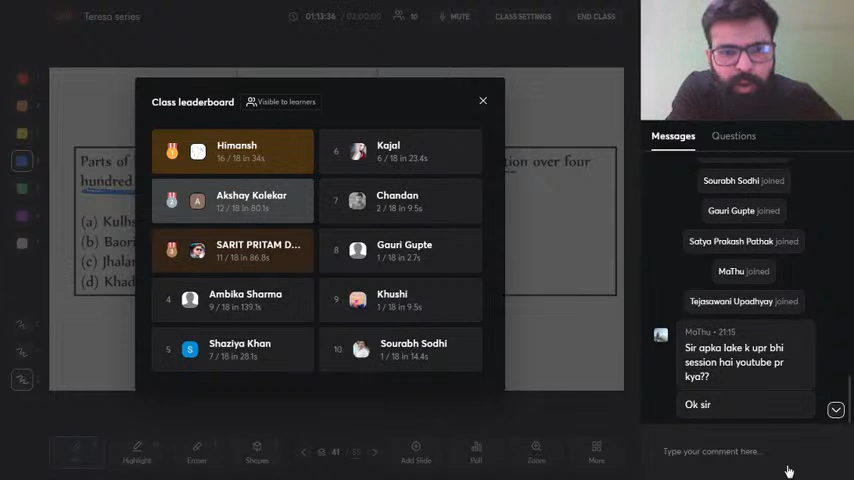 Teresa series
01:13:34 / 02:00:00
10
MUTE
CLASS SETTINGS
END CLASS
Class leaderboard
Visible to learners
Himansh
16 / 18 in 34s
A
Akshay Kolekar
12 / 18 in 80.1s
SARIT PRITAM D...
11 / 18 in 86.8s
4
Ambika Sharma
9 / 18 in 139.1s
5
S
Shaziya Khan
7 / 18 in 28.1s
6
Kajal
6 / 18 in 23.4s
7
Chandan
2 / 18 in 9.5s
8
Gauri Gupte
1 / 18 in 2.7s
9
Khushi
1 / 18 in 9.5s
10
Sourabh Sodhi
1 / 18 in 14.4s
Parts of
tion over four
hundred
(a) Kulh
(b) Baori
(c) Jhalar
(d) Khad
Highlight
Eraser
Shapes
41 / 55
Add Slide
Poll
Zoom
More
Messages
Questions
Sourabh Sodhi joined
Gauri Gupte joined
Satya Prakash Pathak joined
MaThu joined
Tejasawani Upadhyay joined
MaThu • 21:15
Sir apka lake k upr bhi
session hai youtube pr
kya??
Ok sir
Type your comment here...